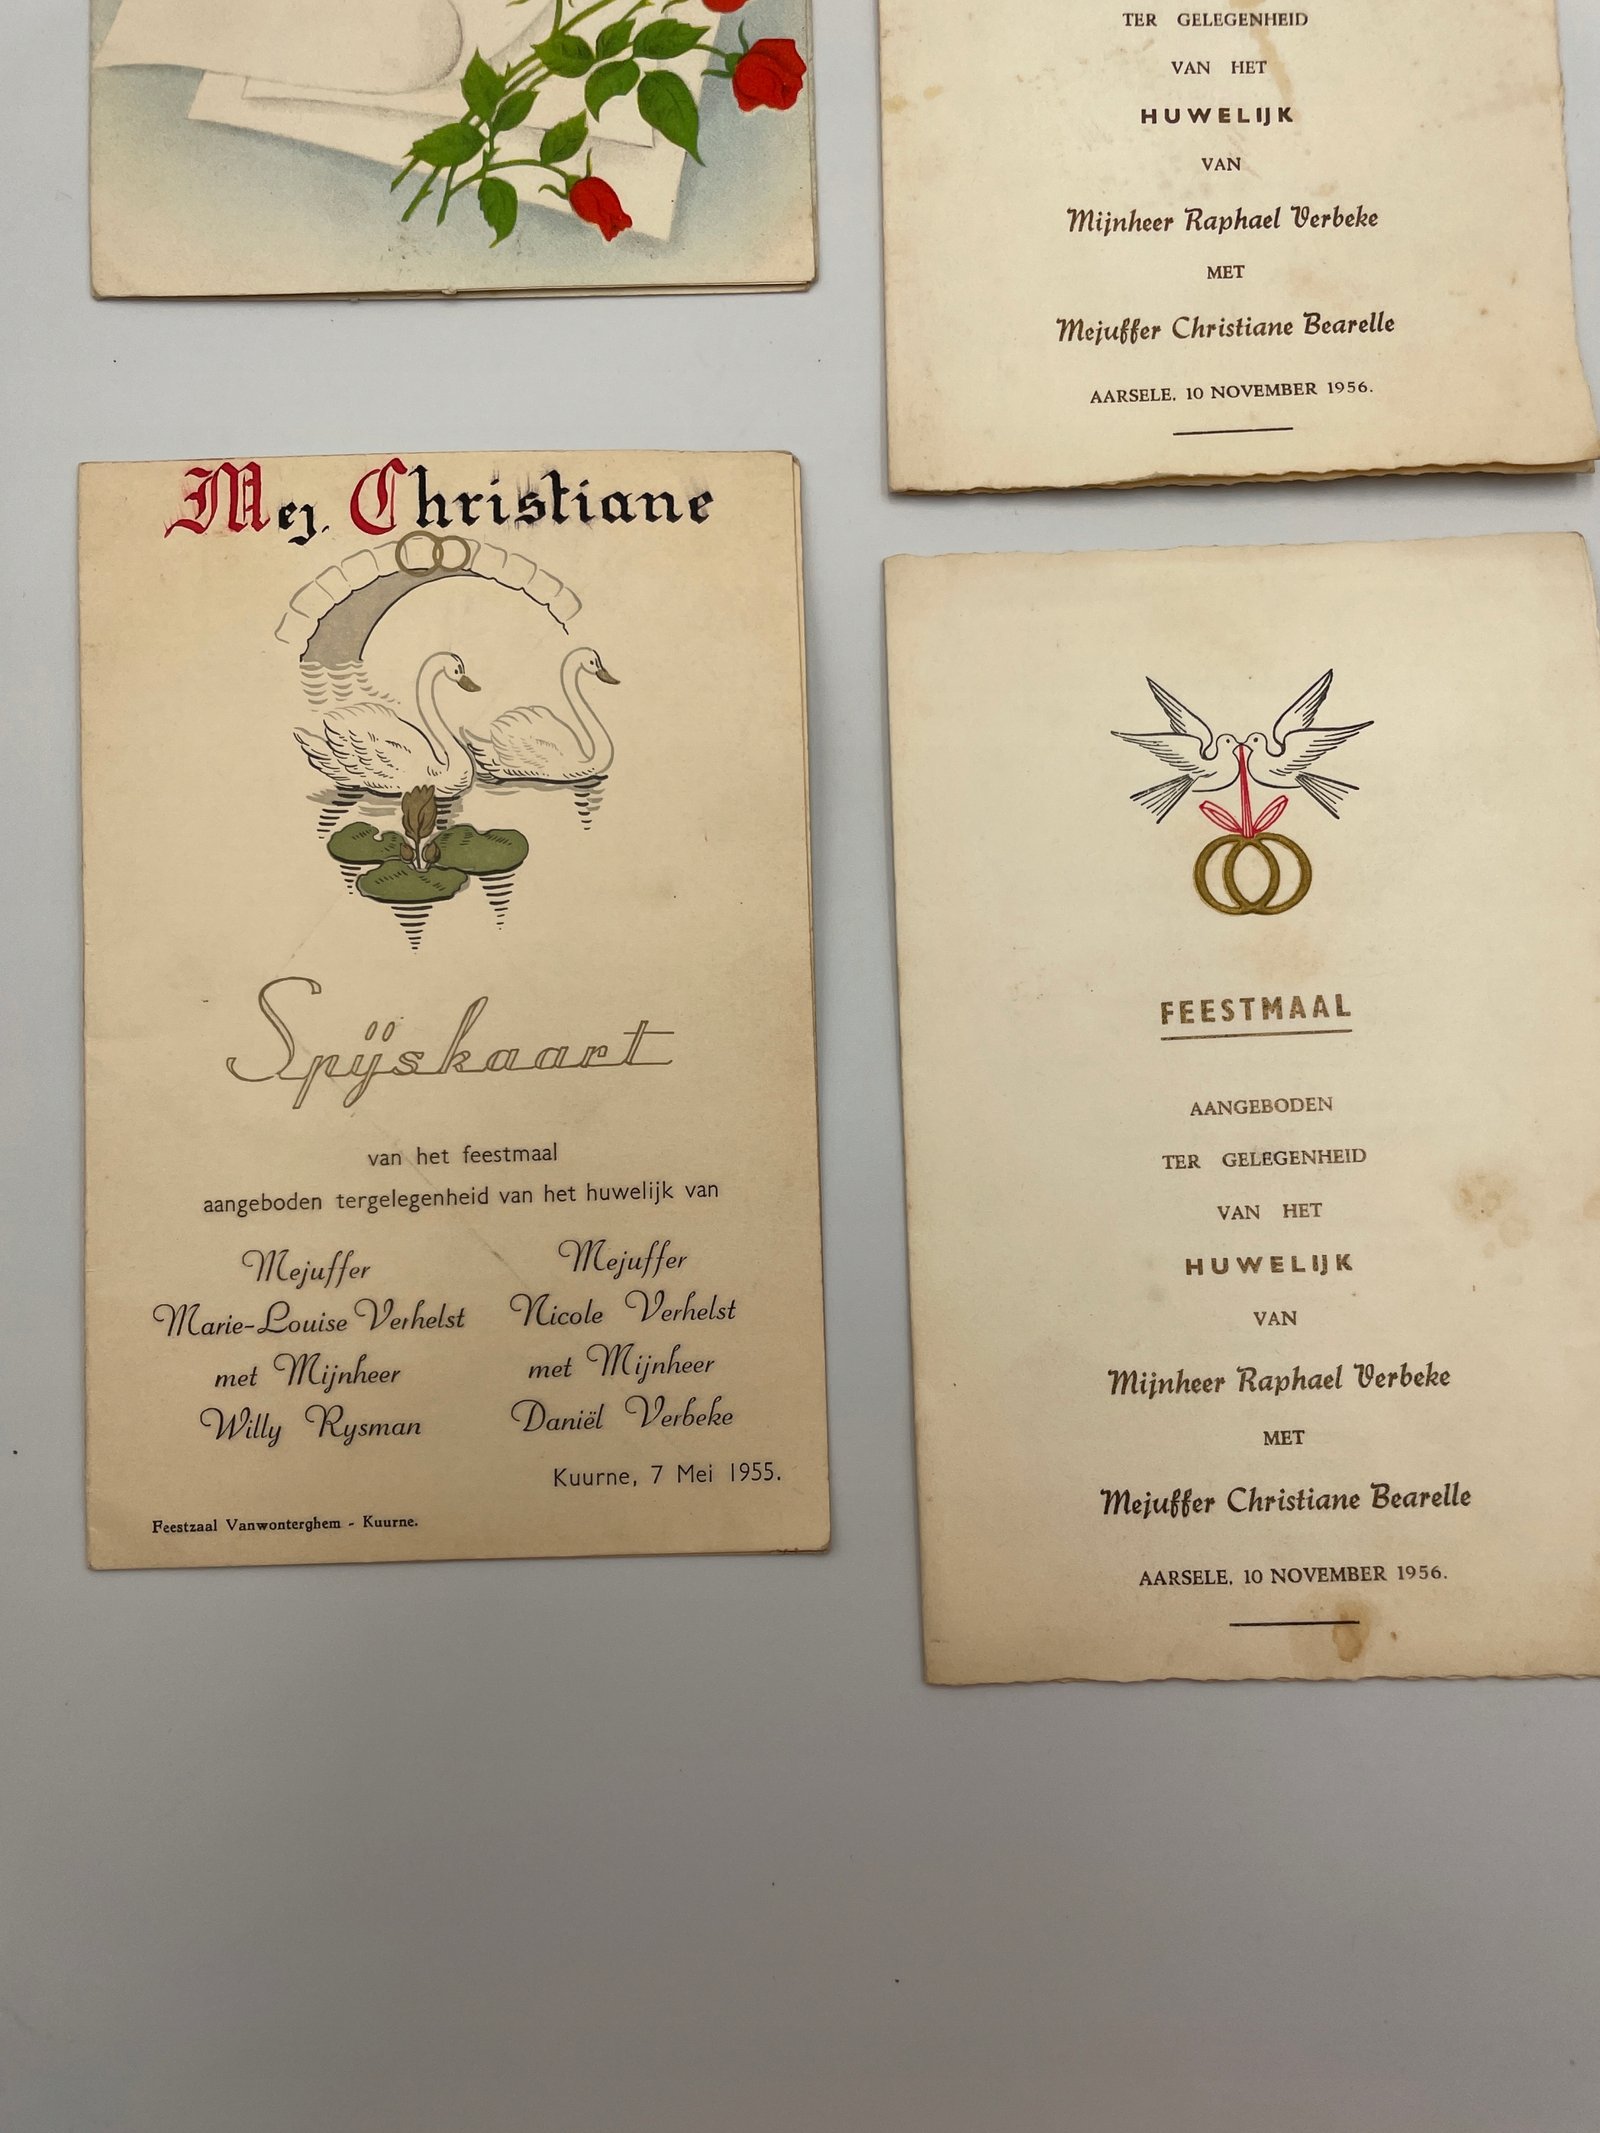 TER GELEGENHEID
VAN HET
HUWELIJK
VAN
Mijnheer Raphael Verbeke
MET
Mejuffer Christiane Bearelle
AARSELE, 10 NOVEMBER 1956.
Mej. Christiane
Spijskaart
van het feestmaal
aangeboden tergelegenheid van het huwelijk van
Mejuffer
Marie-Louise Verhelst
met Mijnheer
Willy Rysman
Mejuffer
Nicole Verhelst
met Mijnheer
Daniël Verbeke
Kuurne, 7 Mei 1955.
Feestzaal Vanwonterghem - Kuurne.
FEESTMAAL
AANGEBODEN
TER GELEGENHEID
VAN HET
HUWELIJK
VAN
Mijnheer Raphael Verbeke
MET
Mejuffer Christiane Bearelle
AARSELE, 10 NOVEMBER 1956.